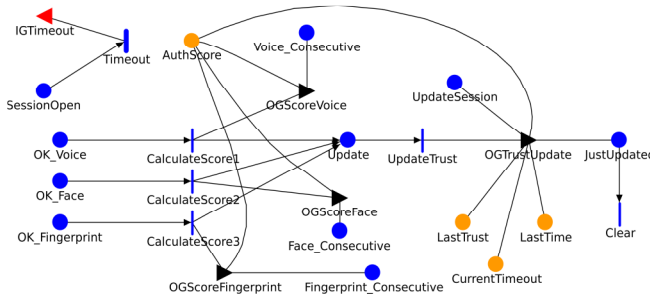 IGTimeout
Timeout
AuthScore
Voice_Consecutive
SessionOpen
OGScoreVoice
UpdateSession
OK_Voice
CalculateScore1
Update
UpdateTrust
OGTrustUpdate
JustUpdated
OK_Face
CalculateScore2
OGScoreFace
OK_Fingerprint
CalculateScore3
Face_Consecutive
LastTrust
LastTime
Clear
CurrentTimeout
OGScoreFingerprint
Fingerprint_Consecutive